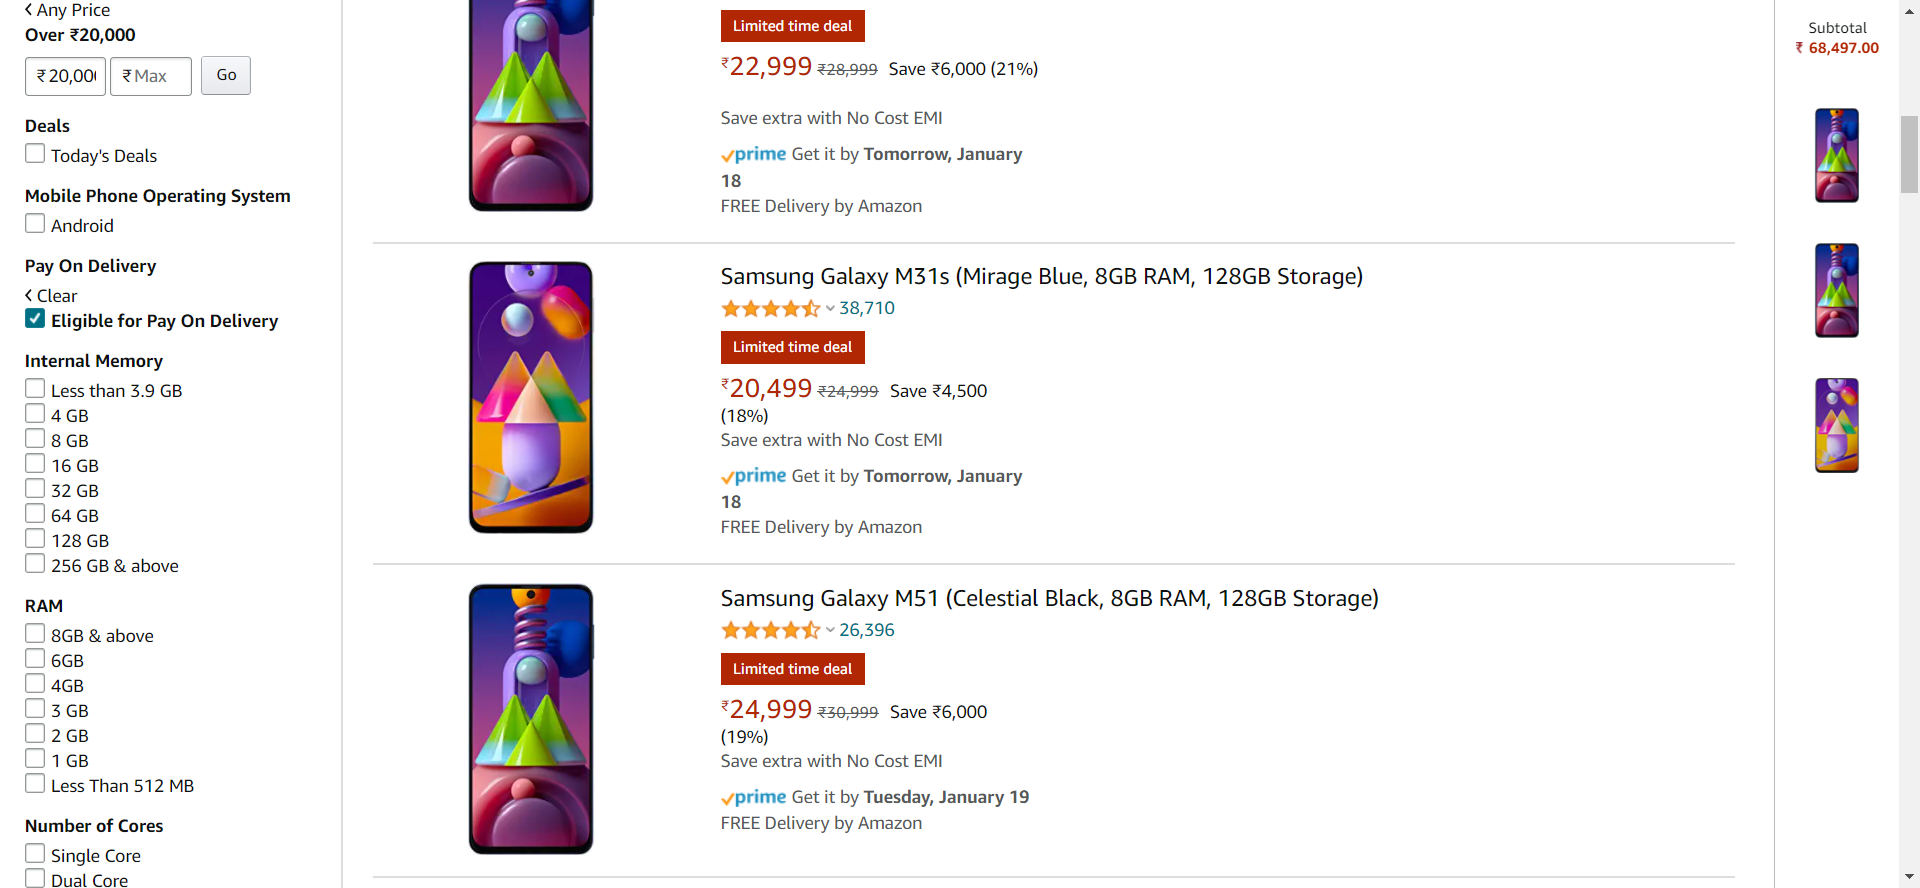 Any Price
Over ₹20,000
₹20,000 ₹Max Go
Deals
Today's Deals
Mobile Phone Operating System
Android
Pay On Delivery
Clear
Eligible for Pay On Delivery
Internal Memory
Less than 3.9 GB
4 GB
8 GB
16 GB
32 GB
64 GB
128 GB
256 GB & above
RAM
8GB & above
6GB
4GB
3 GB
2 GB
1 GB
Less Than 512 MB
Number of Cores
Single Core
Dual Core
Limited time deal
₹22,999 ₹28,999 Save ₹6,000 (21%)
Save extra with No Cost EMI
prime Get it by Tomorrow, January
18
FREE Delivery by Amazon
Samsung Galaxy M31s (Mirage Blue, 8GB RAM, 128GB Storage)
38,710
Limited time deal
₹20,499 ₹24,999 Save ₹4,500
(18%)
Save extra with No Cost EMI
prime Get it by Tomorrow, January
18
FREE Delivery by Amazon
Samsung Galaxy M51 (Celestial Black, 8GB RAM, 128GB Storage)
26,396
Limited time deal
₹24,999 ₹30,999 Save ₹6,000
(19%)
Save extra with No Cost EMI
prime Get it by Tuesday, January 19
FREE Delivery by Amazon
Subtotal
₹ 68,497.00